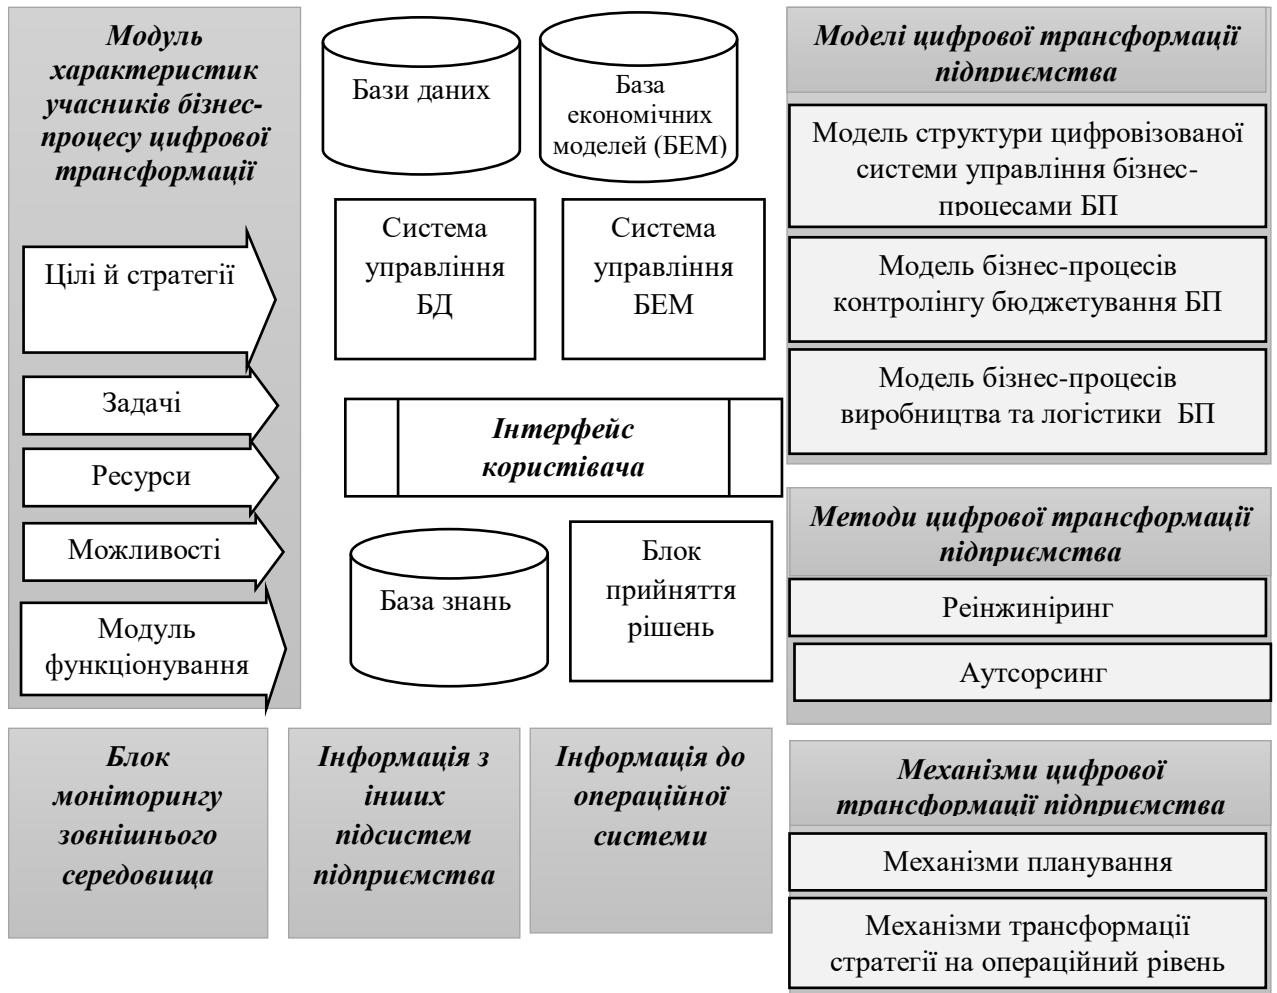 Модуль
характеристик
учасників бізнес-
процесу цифрової
трансформації
Цілі й стратегії
Задачі
Ресурси
Можливості
Модуль
функціонування
Бази даних
База
економічних
моделей (БЕМ)
Система
управління
БД
Система
управління
БЕМ
Інтерфейс
користівача
База знань
Блок
прийняття
рішень
Моделі цифрової трансформації
підприємства
Модель структури цифровізованої
системи управління бізнес-
процесами БП
Модель бізнес-процесів
контролінгу бюджетування БП
Модель бізнес-процесів
виробництва та логістики БП
Методи цифрової трансформації
підприємства
Реінжиніринг
Аутсорсинг
Блок
моніторингу
зовнішнього
середовища
Інформація з
інших
підсистем
підприємства
Інформація до
операційної
системи
Механізми цифрової
трансформації підприємства
Механізми планування
Механізми трансформації
стратегії на операційний рівень